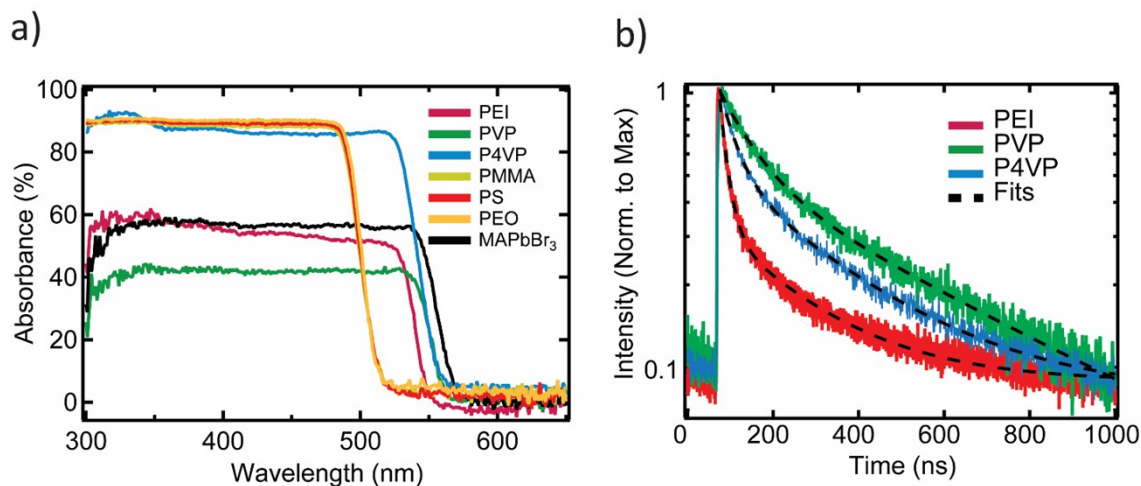 a)
100
80
60
40
20
0
Absorbance (%)
300
400
500
600
Wavelength (nm)
PEI
PVP
P4VP
PMMA
PS
PEO
MAPbBr₃
b)
1
0.1
Intensity (Norm. to Max)
0
200
400
600
800
1000
Time (ns)
PEI
PVP
P4VP
Fits